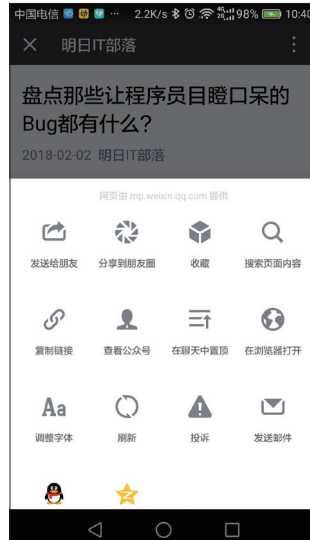 中国电信 … 2.2K/s 4G 2G 98% 10:40
明日IT部落
盘点那些让程序员目瞪口呆的
Bug都有什么?
2018-02-02 明日IT部落
网页由 mp.weixin.qq.com 提供
发送给朋友 分享到朋友圈 收藏 搜索页面内容
复制链接 查看公众号 在聊天中置顶 在浏览器打开
Aa
调整字体 刷新 投诉 发送邮件